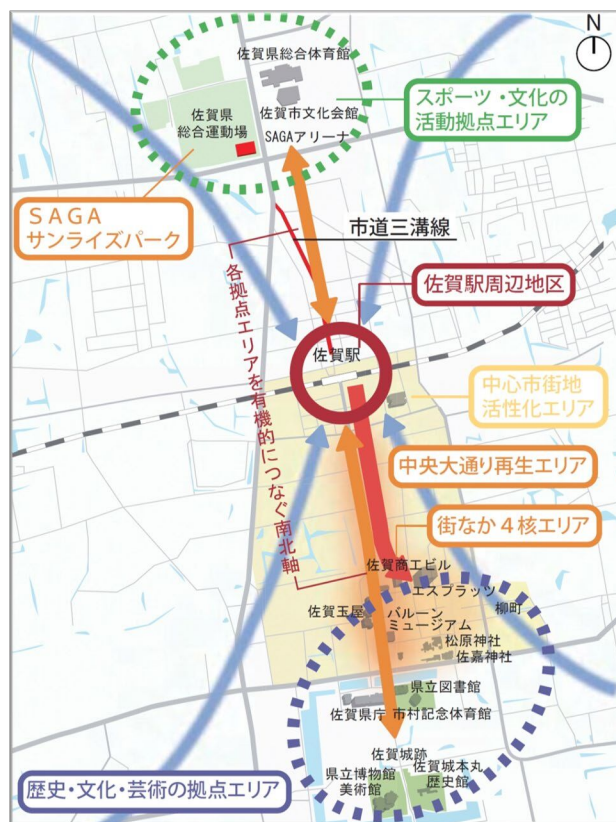 N
佐賀県総合体育館
佐賀県
総合運動場
佐賀市文化会館
SAGAアリーナ
スポーツ・文化の
活動拠点エリア
SAGA
サンライズパーク
市道三溝線
各拠点エリアを有機的につなぐ南北軸
佐賀駅周辺地区
佐賀駅
中心市街地
活性化エリア
中央大通り再生エリア
街なか4核エリア
佐賀商工ビル
エスプラッツ
佐賀玉屋
バルーン
ミュージアム
柳町
松原神社
佐嘉神社
県立図書館
佐賀県庁
市村記念体育館
佐賀城跡
県立博物館
美術館
佐賀城本丸
歴史館
歴史・文化・芸術の拠点エリア